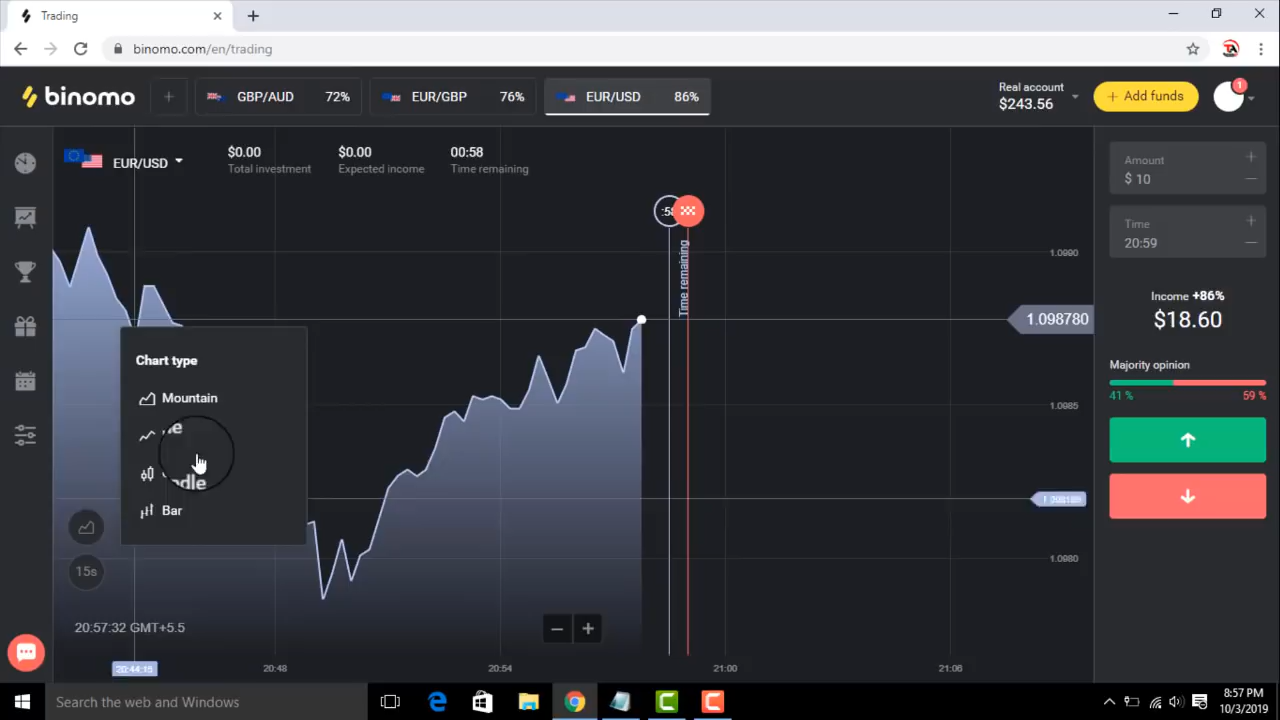 Trading
binomo.com/en/trading
binomo
GBP/AUD 72%
EUR/GBP 76%
EUR/USD 86%
Real account
$243.56
+ Add funds
1
EUR/USD
$0.00
Total investment
$0.00
Expected income
00:58
Time remaining
Amount
$ 10
Time
20:59
Income +86%
$18.60
Majority opinion
41 % 59 %
Time remaining
1.0990
1.098780
1.0985
1.0980
Chart type
Mountain
Candle
Bar
15s
20:57:32 GMT+5.5
20:44:15
20:48
20:54
21:00
21:06
Search the web and Windows
8:57 PM
10/3/2019